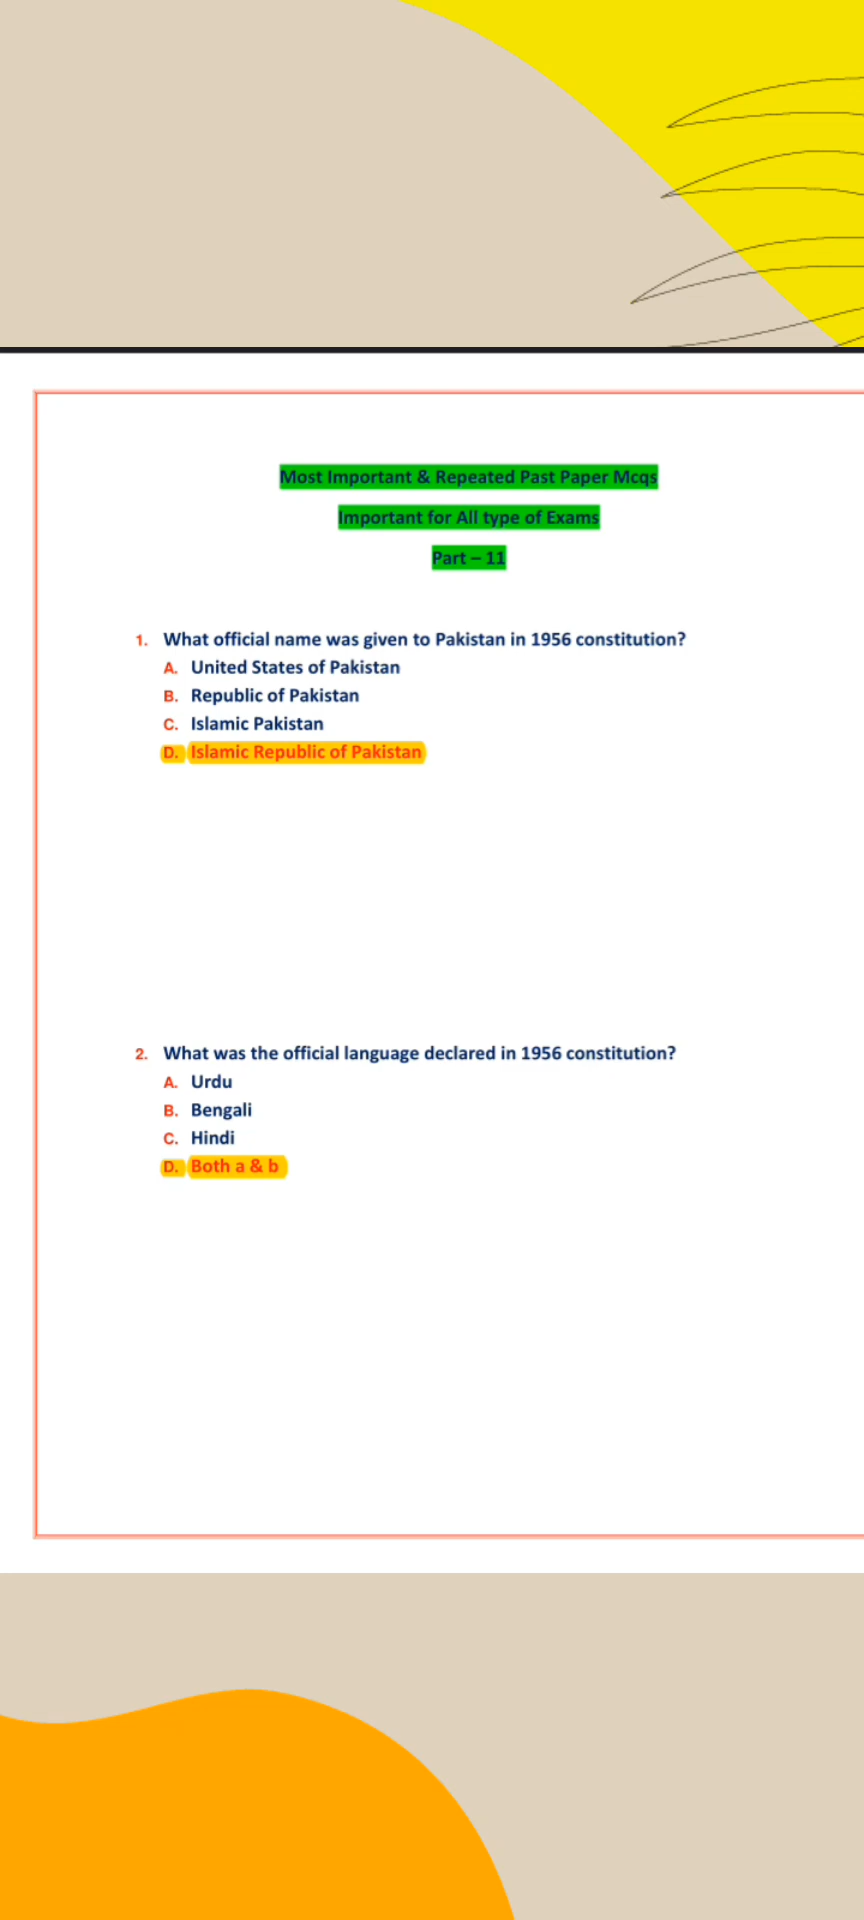 Most Important & Repeated Past Paper Mcqs
Important for All type of Exams
Part – 11
1. What official name was given to Pakistan in 1956 constitution?
A. United States of Pakistan
B. Republic of Pakistan
C. Islamic Pakistan
D. Islamic Republic of Pakistan
2. What was the official language declared in 1956 constitution?
A. Urdu
B. Bengali
C. Hindi
D. Both a & b